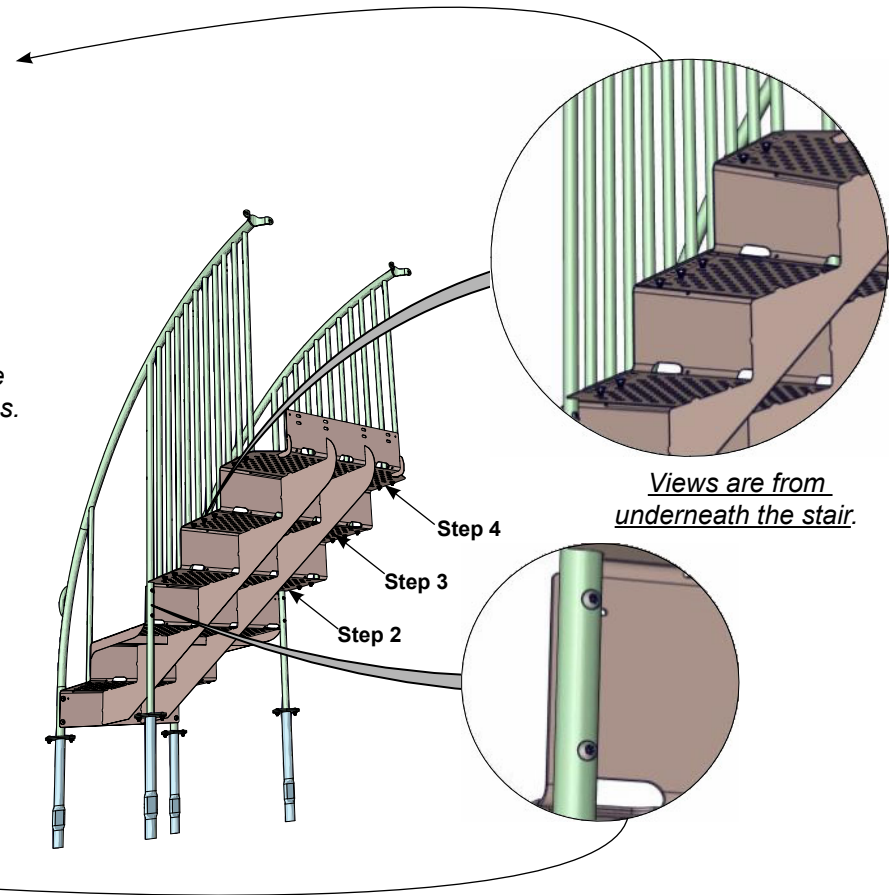 e
s.
Step 4
Views are from
underneath the stair.
Step 3
Step 2